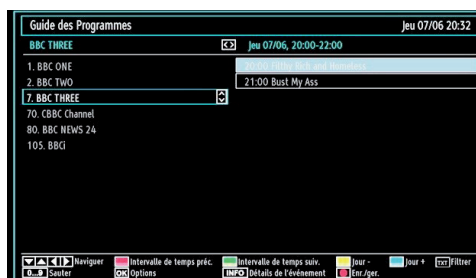 Guide des Programmes Jeu 07/06 20:32
BBC THREE Jeu 07/06, 20:00-22:00
1. BBC ONE 20:00 Filthy Rich and Homeless
2. BBC TWO 21:00 Bust My Ass
7. BBC THREE
70. CBBC Channel
80. BBC NEWS 24
105. BBCi
Naviguer Intervalle de temps préc. Intervalle de temps suiv. Jour - Jour + TXT Filtrer
0...9 Sauter OK Options INFO Détails de l'événement Enr./ger.